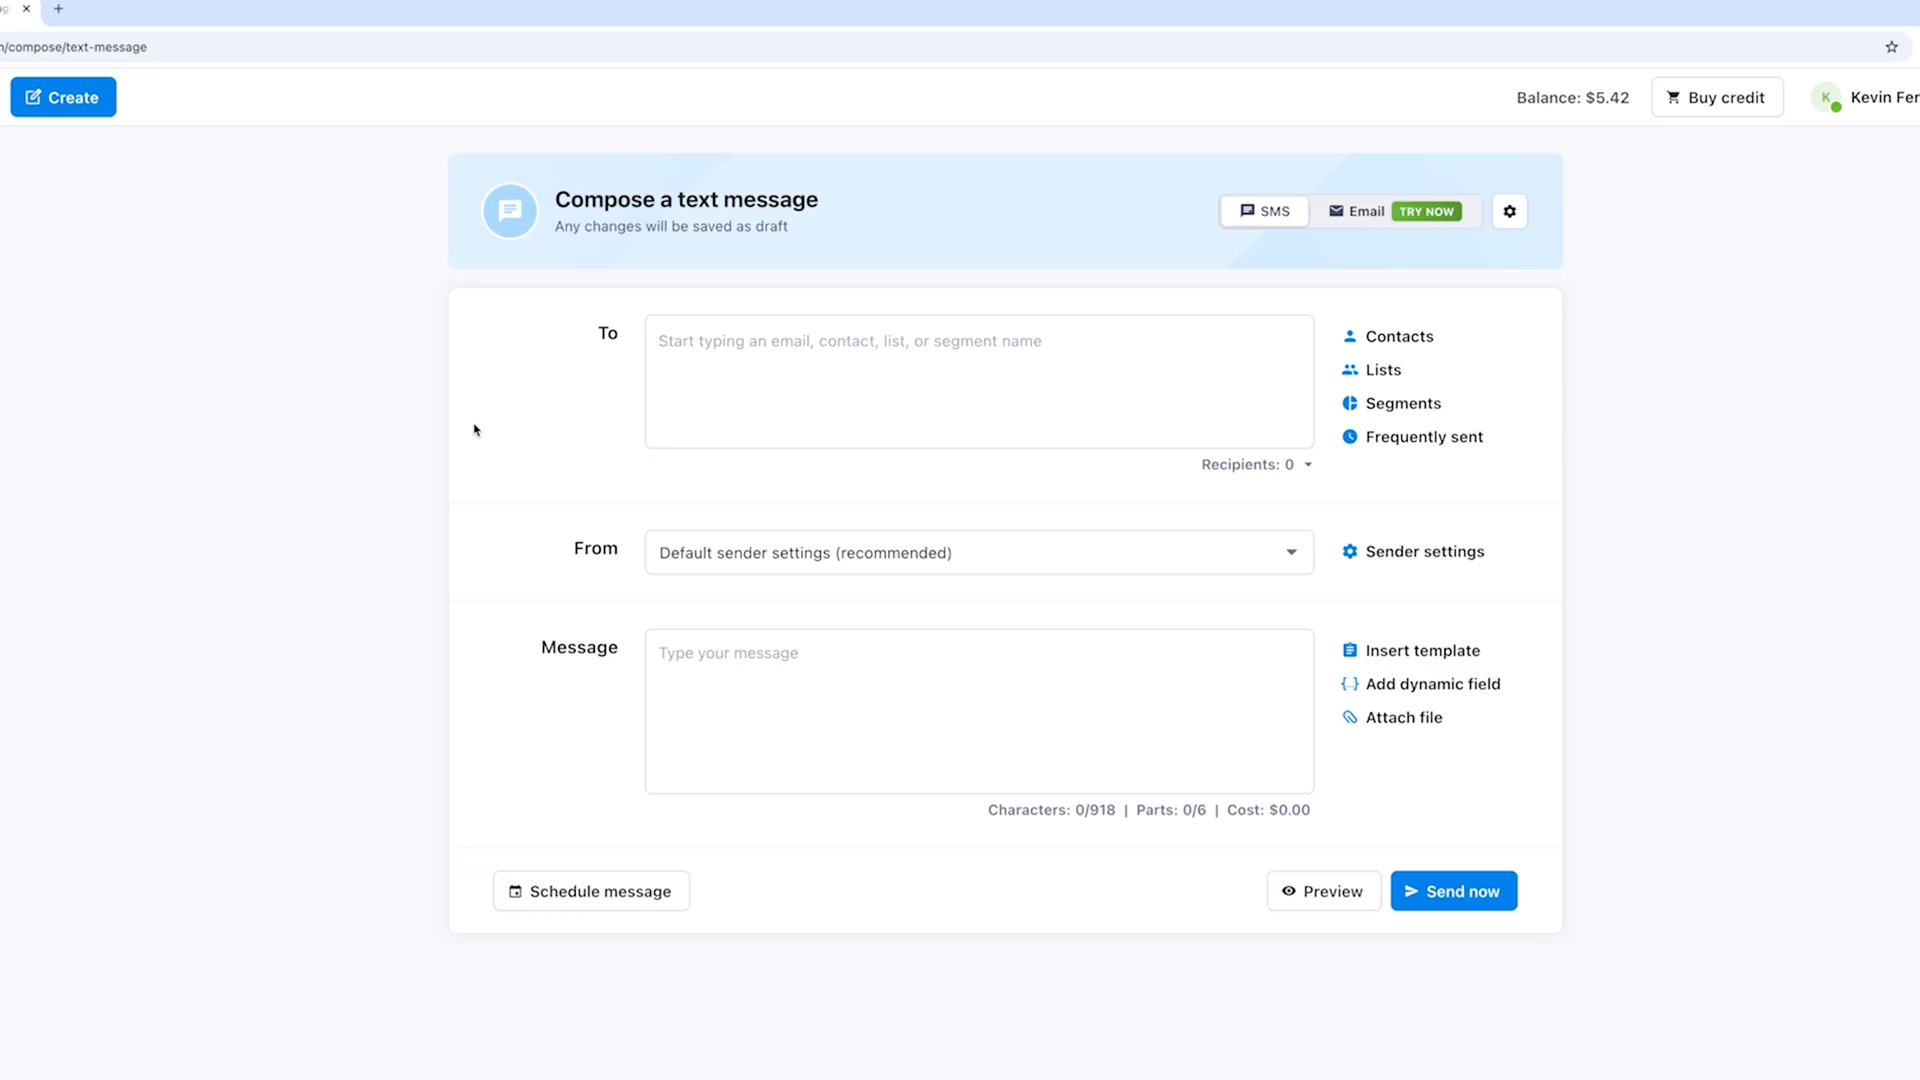 n/compose/text-message
Create
Balance: $5.42
Buy credit
K
Kevin Fer
Compose a text message
Any changes will be saved as draft
SMS
Email
TRY NOW
To
Start typing an email, contact, list, or segment name
Contacts
Lists
Segments
Frequently sent
Recipients: 0
From
Default sender settings (recommended)
Sender settings
Message
Type your message
Insert template
Add dynamic field
Attach file
Characters: 0/918 | Parts: 0/6 | Cost: $0.00
Schedule message
Preview
Send now